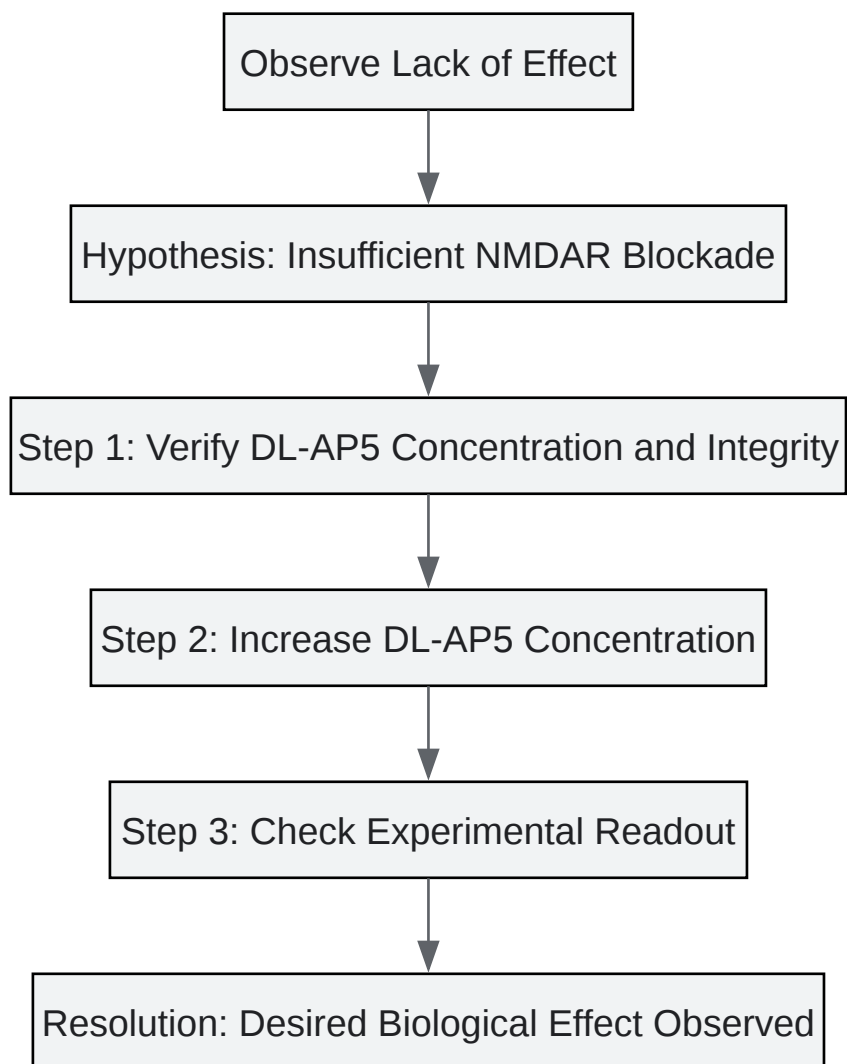 Observe Lack of Effect
Hypothesis: Insufficient NMDAR Blockade
Step 1: Verify DL-AP5 Concentration and Integrity
Step 2: Increase DL-AP5 Concentration
Step 3: Check Experimental Readout
Resolution: Desired Biological Effect Observed